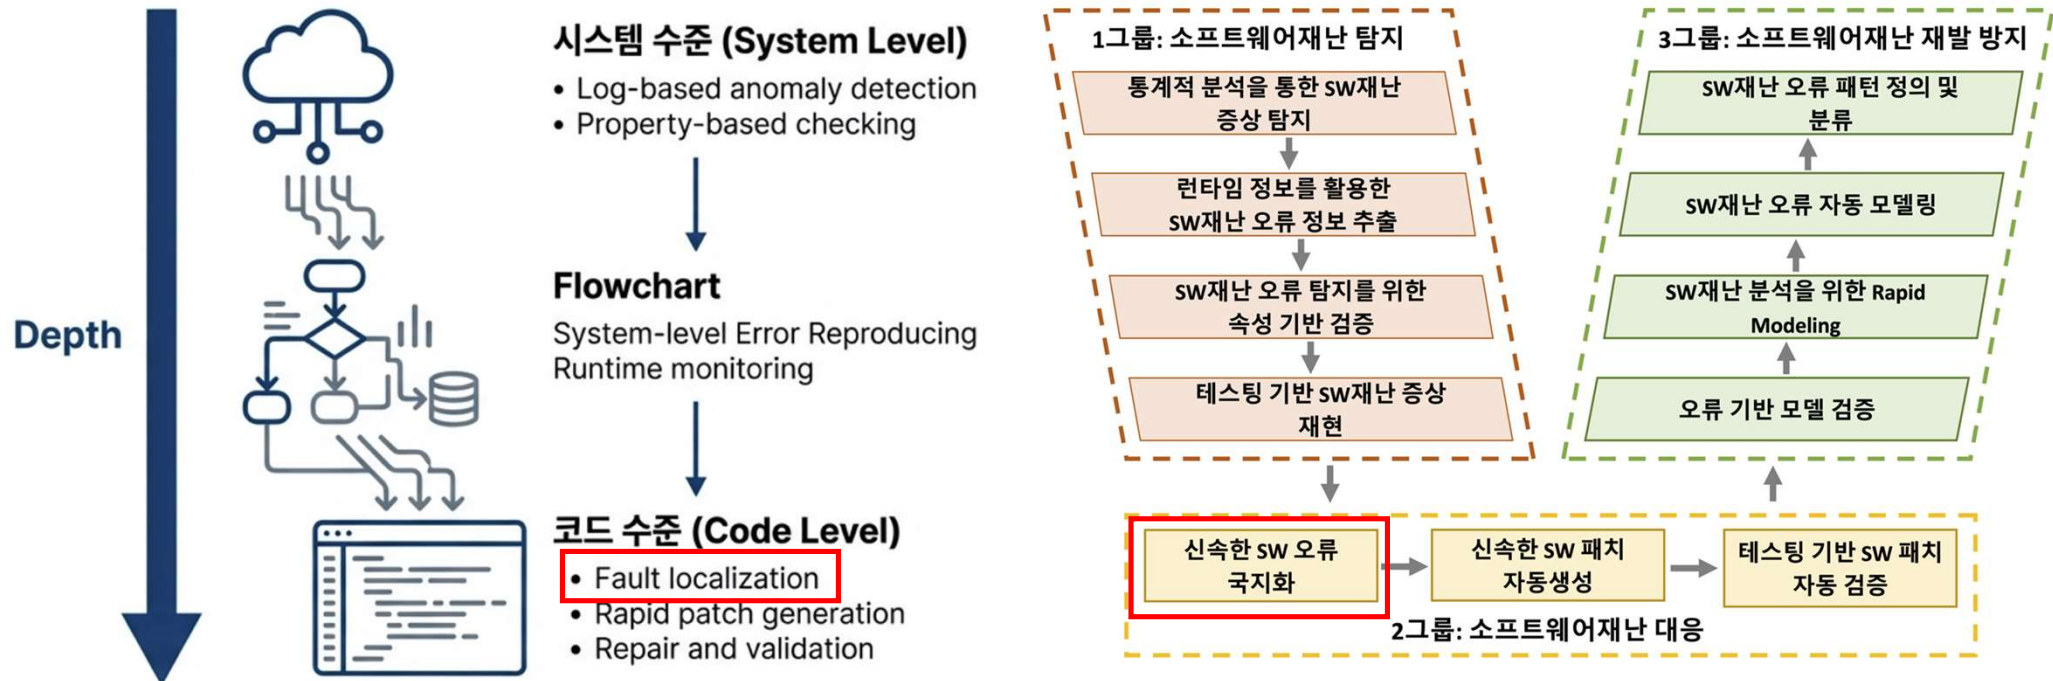 Depth
시스템 수준 (System Level)
• Log-based anomaly detection
• Property-based checking
Flowchart
System-level Error Reproducing
Runtime monitoring
코드 수준 (Code Level)
• Fault localization
• Rapid patch generation
• Repair and validation
1그룹: 소프트웨어재난 탐지
통계적 분석을 통한 SW재난
증상 탐지
런타임 정보를 활용한
SW재난 오류 정보 추출
SW재난 오류 탐지를 위한
속성 기반 검증
테스팅 기반 SW재난 증상
재현
신속한 SW 오류
국지화
신속한 SW 패치
자동생성
테스팅 기반 SW 패치
자동 검증
2그룹: 소프트웨어재난 대응
3그룹: 소프트웨어재난 재발 방지
SW재난 오류 패턴 정의 및
분류
SW재난 오류 자동 모델링
SW재난 분석을 위한 Rapid
Modeling
오류 기반 모델 검증